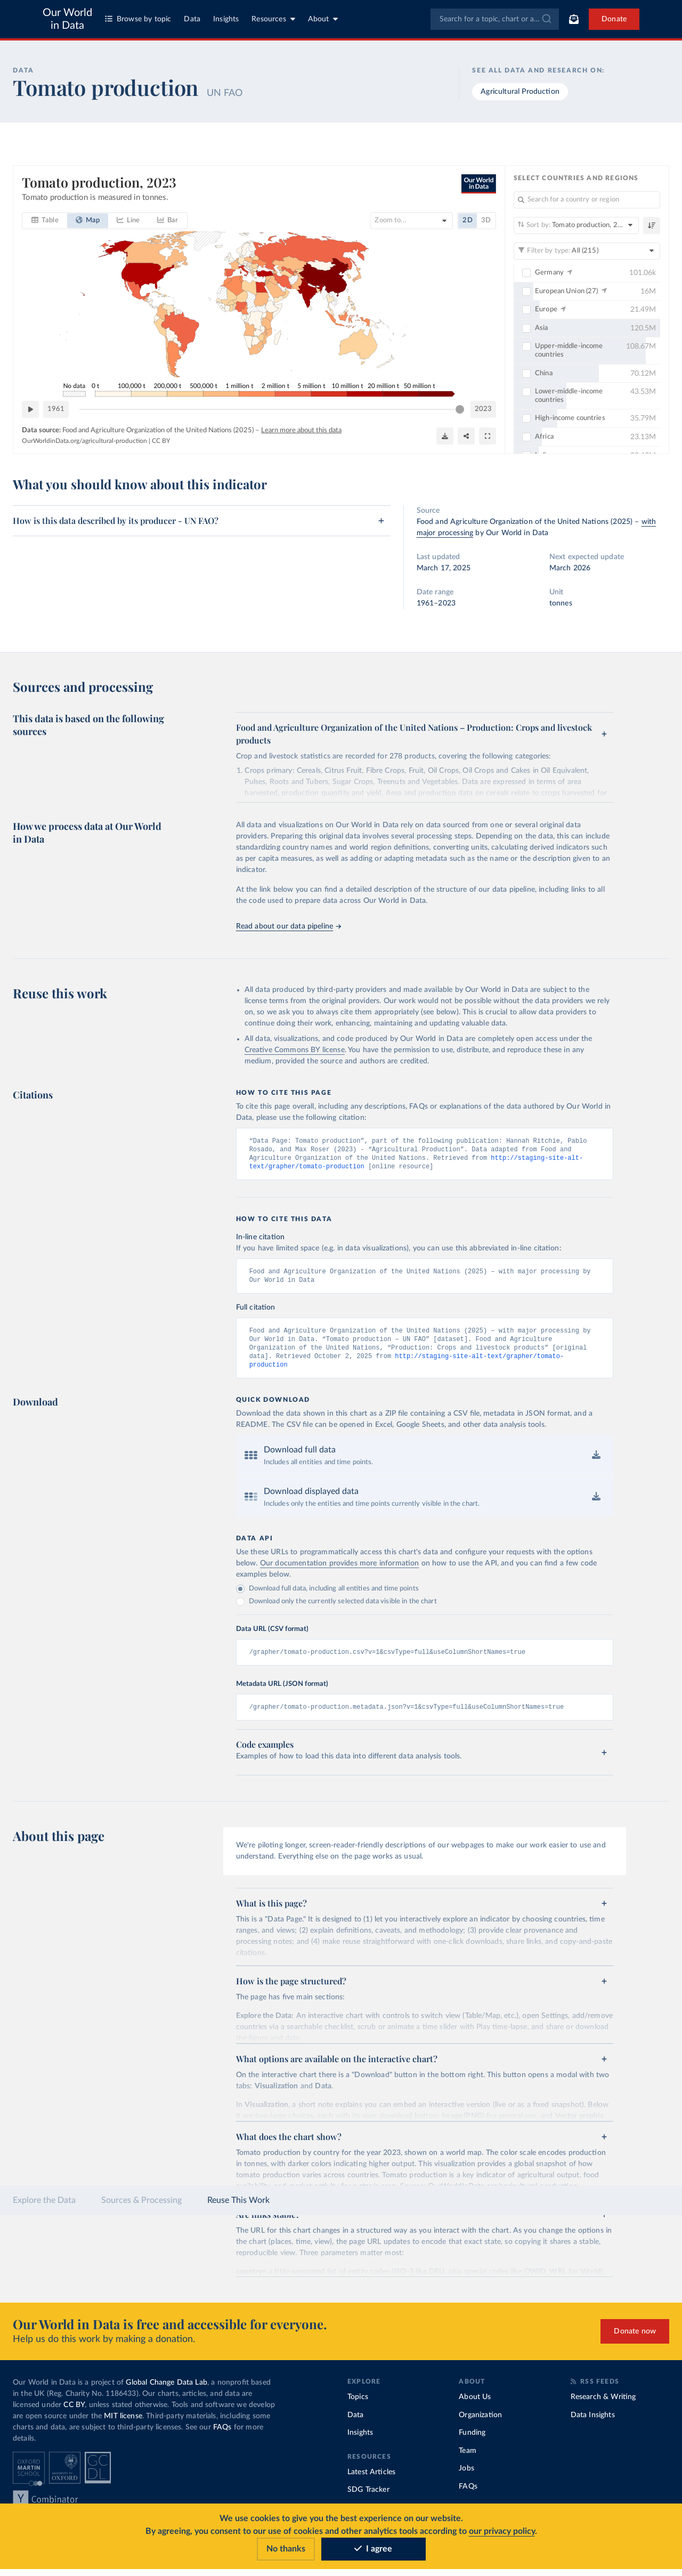 Our World
in Data
Browse by topic
Data
Insights
Resources
About
Search for a topic, chart or a...
Donate
DATA
Tomato production UN FAO
SEE ALL DATA AND RESEARCH ON:
Agricultural Production
Tomato production, 2023
Tomato production is measured in tonnes.
Our World
in Data
Table
Map
Line
Bar
Zoom to...
2D
3D
No data
0 t
100,000 t
200,000 t
500,000 t
1 million t
2 million t
5 million t
10 million t
20 million t
50 million t
1961
2023
Data source: Food and Agriculture Organization of the United Nations (2025) – Learn more about this data
OurWorldinData.org/agricultural-production | CC BY
SELECT COUNTRIES AND REGIONS
Search for a country or region
Sort by: Tomato production, 2...
Filter by type: All (215)
Germany 101.06k
European Union (27) 16M
Europe 21.49M
Asia 120.5M
Upper-middle-income
countries 108.67M
China 70.12M
Lower-middle-income
countries 43.53M
High-income countries 35.79M
Africa 23.13M
What you should know about this indicator
How is this data described by its producer - UN FAO?
Source
Food and Agriculture Organization of the United Nations (2025) – with
major processing by Our World in Data
Last updated
March 17, 2025
Next expected update
March 2026
Date range
1961–2023
Unit
tonnes
Sources and processing
This data is based on the following
sources
Food and Agriculture Organization of the United Nations – Production: Crops and livestock
products
Crop and livestock statistics are recorded for 278 products, covering the following categories:
1. Crops primary: Cereals, Citrus Fruit, Fibre Crops, Fruit, Oil Crops, Oil Crops and Cakes in Oil Equivalent,
Pulses, Roots and Tubers, Sugar Crops, Treenuts and Vegetables. Data are expressed in terms of area
harvested, production quantity and yield. Area and production data on cereals relate to crops harvested for
How we process data at Our World
in Data
All data and visualizations on Our World in Data rely on data sourced from one or several original data
providers. Preparing this original data involves several processing steps. Depending on the data, this can include
standardizing country names and world region definitions, converting units, calculating derived indicators such
as per capita measures, as well as adding or adapting metadata such as the name or the description given to an
indicator.
At the link below you can find a detailed description of the structure of our data pipeline, including links to all
the code used to prepare data across Our World in Data.
Read about our data pipeline →
Reuse this work
• All data produced by third-party providers and made available by Our World in Data are subject to the
license terms from the original providers. Our work would not be possible without the data providers we rely
on, so we ask you to always cite them appropriately (see below). This is crucial to allow data providers to
continue doing their work, enhancing, maintaining and updating valuable data.
• All data, visualizations, and code produced by Our World in Data are completely open access under the
Creative Commons BY license. You have the permission to use, distribute, and reproduce these in any
medium, provided the source and authors are credited.
Citations
HOW TO CITE THIS PAGE
To cite this page overall, including any descriptions, FAQs or explanations of the data authored by Our World in
Data, please use the following citation:
“Data Page: Tomato production”, part of the following publication: Hannah Ritchie, Pablo
Rosado, and Max Roser (2023) - “Agricultural Production”. Data adapted from Food and
Agriculture Organization of the United Nations. Retrieved from http://staging-site-alt-
text/grapher/tomato-production [online resource]
HOW TO CITE THIS DATA
In-line citation
If you have limited space (e.g. in data visualizations), you can use this abbreviated in-line citation:
Food and Agriculture Organization of the United Nations (2025) – with major processing by
Our World in Data
Full citation
Food and Agriculture Organization of the United Nations (2025) – with major processing by
Our World in Data. “Tomato production – UN FAO” [dataset]. Food and Agriculture
Organization of the United Nations, “Production: Crops and livestock products” [original
data]. Retrieved October 2, 2025 from http://staging-site-alt-text/grapher/tomato-
production
Download
QUICK DOWNLOAD
Download the data shown in this chart as a ZIP file containing a CSV file, metadata in JSON format, and a
README. The CSV file can be opened in Excel, Google Sheets, and other data analysis tools.
Download full data
Includes all entities and time points.
Download displayed data
Includes only the entities and time points currently visible in the chart.
DATA API
Use these URLs to programmatically access this chart's data and configure your requests with the options
below. Our documentation provides more information on how to use the API, and you can find a few code
examples below.
Download full data, including all entities and time points
Download only the currently selected data visible in the chart
Data URL (CSV format)
/grapher/tomato-production.csv?v=1&csvType=full&useColumnShortNames=true
Metadata URL (JSON format)
/grapher/tomato-production.metadata.json?v=1&csvType=full&useColumnShortNames=true
Code examples
Examples of how to load this data into different data analysis tools.
About this page
We're piloting longer, screen-reader-friendly descriptions of our webpages to make our work easier to use and
understand. Everything else on the page works as usual.
What is this page?
This is a “Data Page.” It is designed to (1) let you interactively explore an indicator by choosing countries, time
ranges, and views; (2) explain definitions, caveats, and methodology; (3) provide clear provenance and
processing notes; and (4) make reuse straightforward with one-click downloads, share links, and copy-and-paste
citations.
How is the page structured?
The page has five main sections:
Explore the Data: An interactive chart with controls to switch view (Table/Map, etc.), open Settings, add/remove
countries via a searchable checklist, scrub or animate a time slider with Play time-lapse, and share or download
What options are available on the interactive chart?
On the interactive chart there is a “Download” button in the bottom right. This button opens a modal with two
tabs: Visualization and Data.
In Visualization, a short note explains you can embed an interactive version (live or as a fixed snapshot). Below
What does the chart show?
Tomato production by country for the year 2023, shown on a world map. The color scale encodes production
in tonnes, with darker colors indicating higher output. This visualization provides a global snapshot of how
tomato production varies across countries. Tomato production is a key indicator of agricultural output, food
Explore the Data
Sources & Processing
Reuse This Work
Are links stable?
The URL for this chart changes in a structured way as you interact with the chart. As you change the options in
the chart (places, time, view), the page URL updates to encode that exact state, so copying it shares a stable,
reproducible view. Three parameters matter most:
Our World in Data is free and accessible for everyone.
Help us do this work by making a donation.
Donate now
Our World in Data is a project of Global Change Data Lab, a nonprofit based
in the UK (Reg. Charity No. 1186433). Our charts, articles, and data are
licensed under CC BY, unless stated otherwise. Tools and software we develop
are open source under the MIT license. Third-party materials, including some
charts and data, are subject to third-party licenses. See our FAQs for more
details.
OXFORD
MARTIN
SCHOOL
UNIVERSITY OF
OXFORD
GC
DL
Y Combinator
EXPLORE
Topics
Data
Insights
RESOURCES
Latest Articles
SDG Tracker
ABOUT
About Us
Organization
Funding
Team
Jobs
FAQs
RSS FEEDS
Research & Writing
Data Insights
We use cookies to give you the best experience on our website.
By agreeing, you consent to our use of cookies and other analytics tools according to our privacy policy.
No thanks
I agree